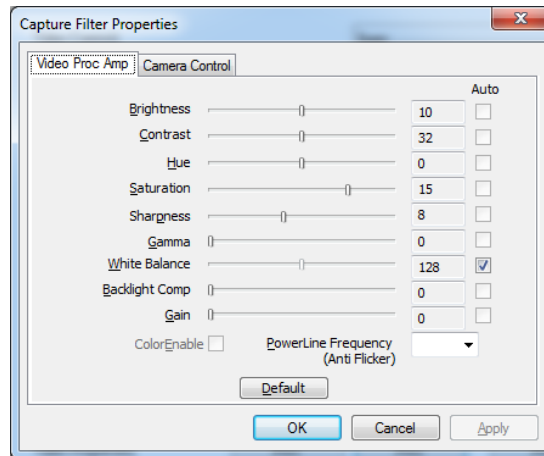 Capture Filter Properties
Video Proc Amp Camera Control
Auto
Brightness 10
Contrast 32
Hue 0
Saturation 15
Sharpness 8
Gamma 0
White Balance 128
Backlight Comp 0
Gain 0
ColorEnable PowerLine Frequency
(Anti Flicker)
Default
OK Cancel Apply